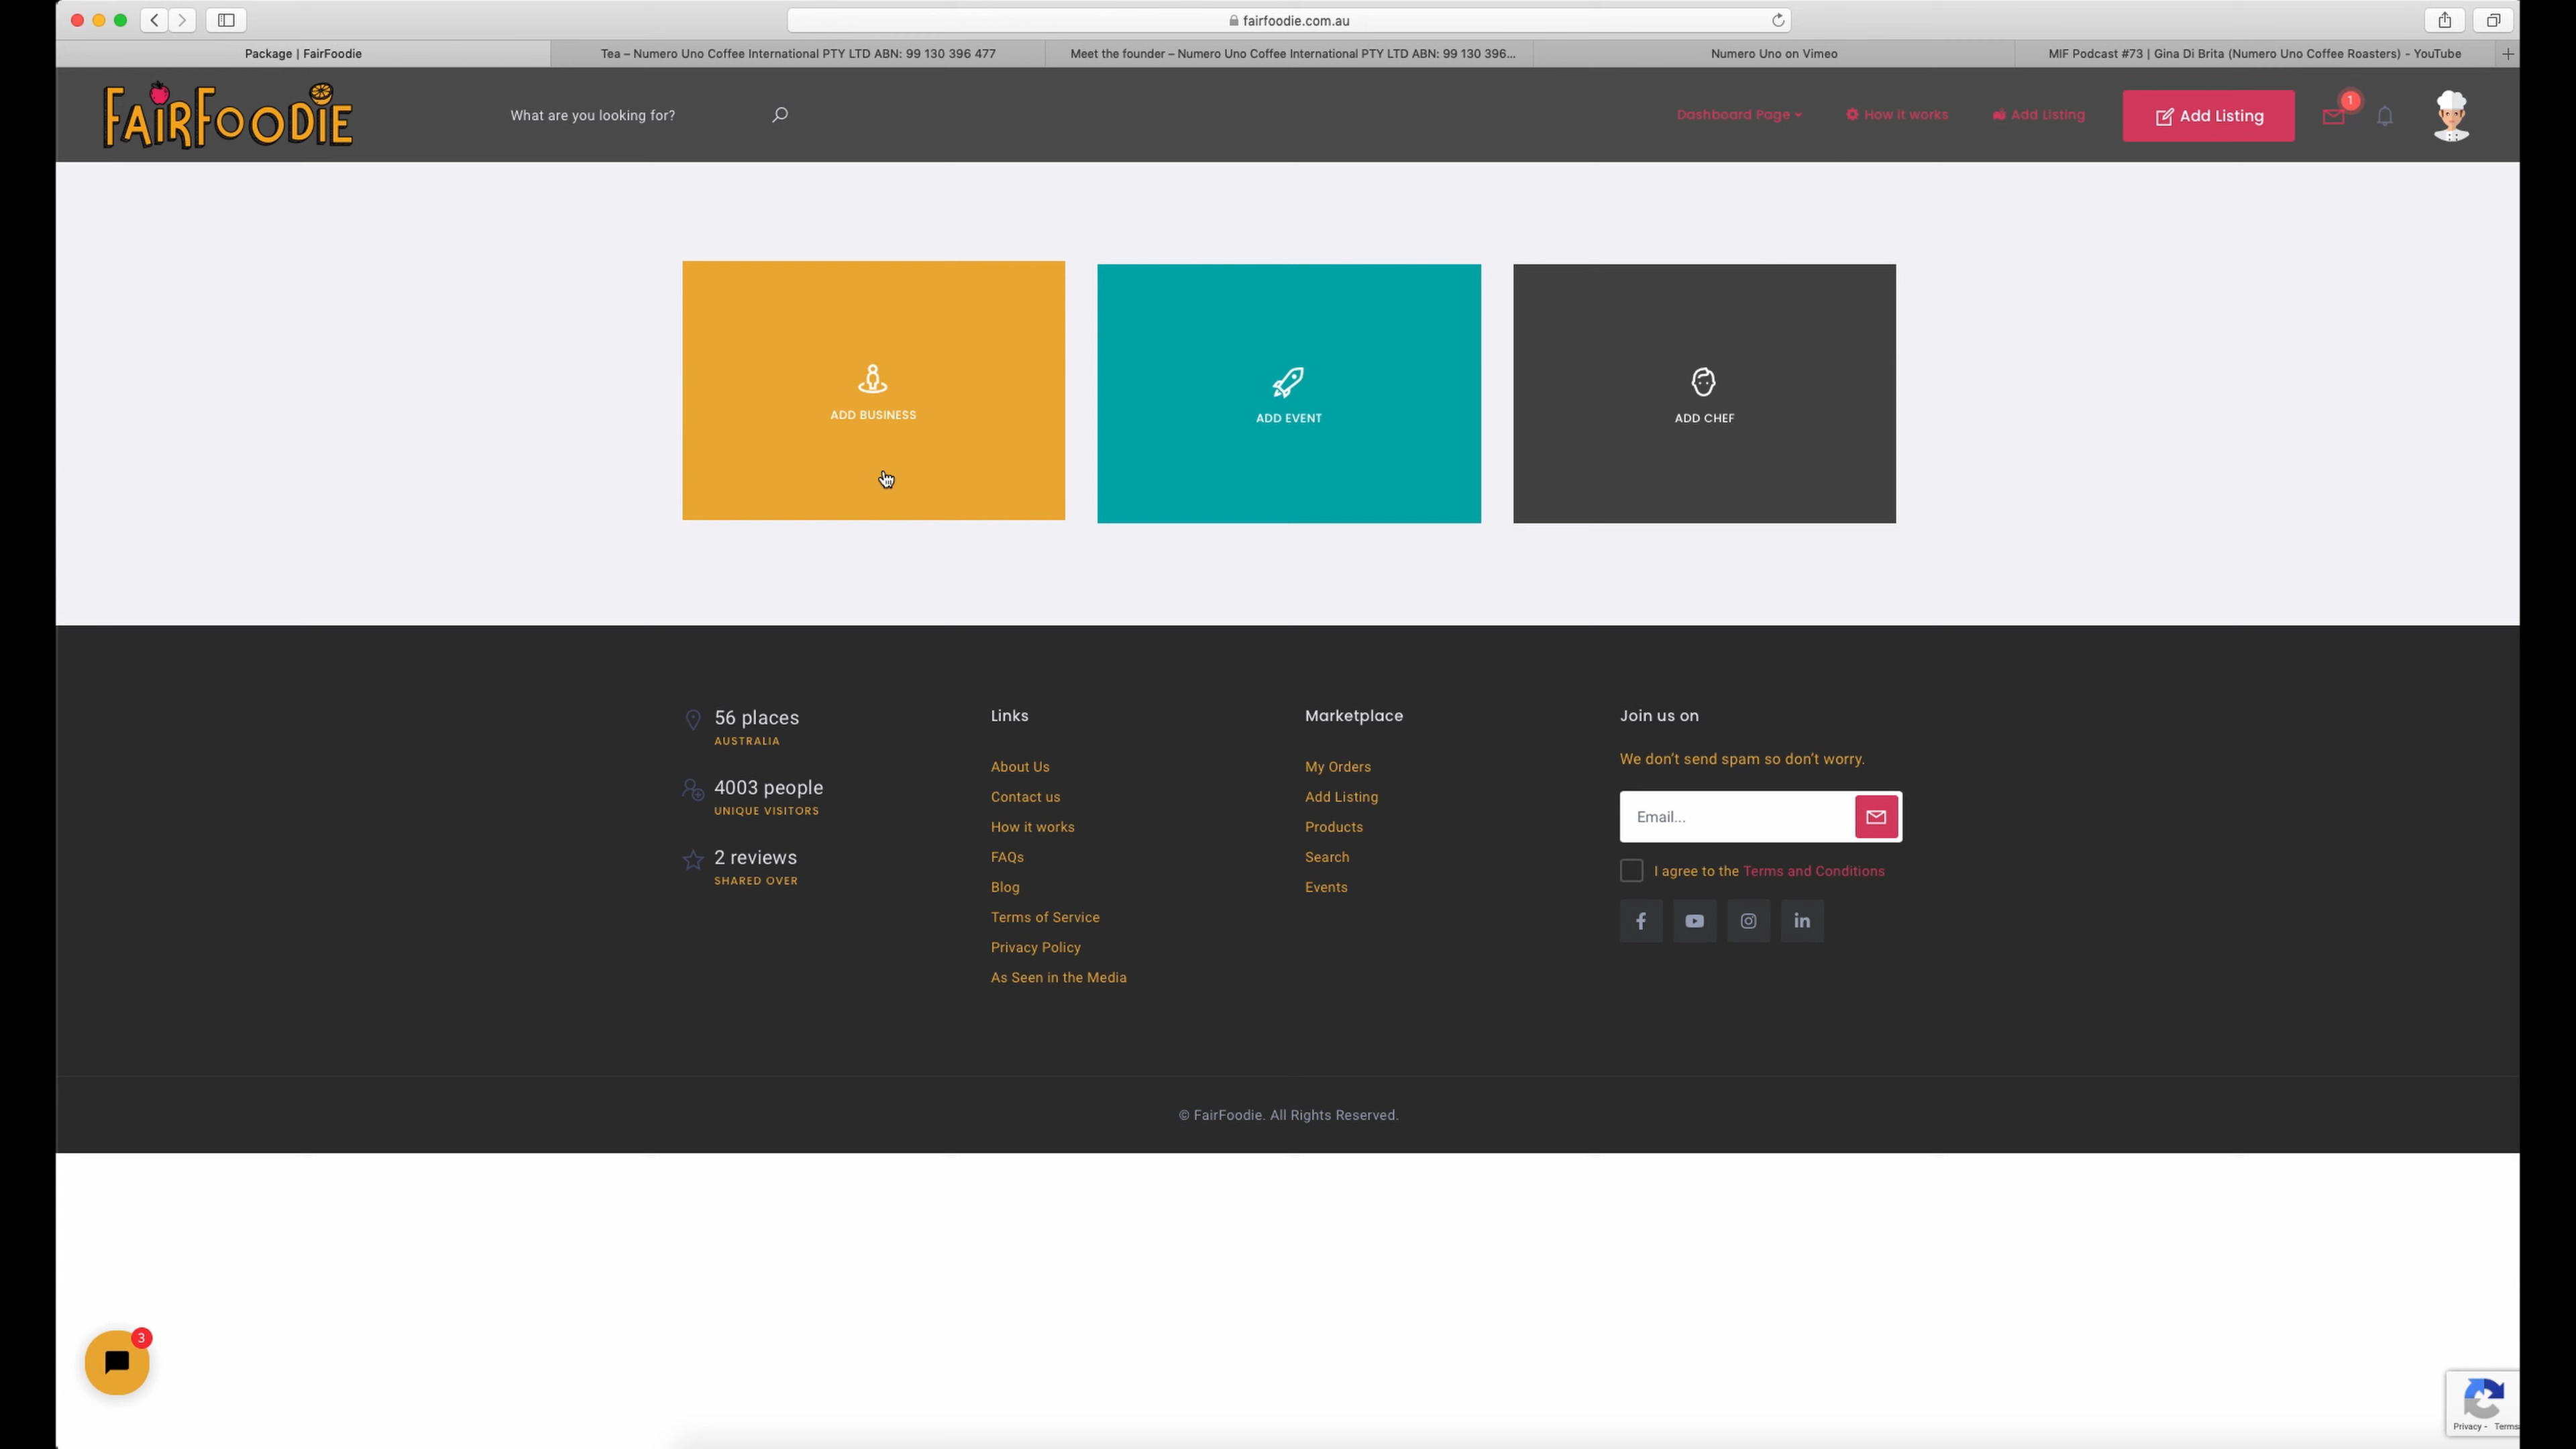 fairfoodie.com.au
Package | FairFoodie
Tea – Numero Uno Coffee International PTY LTD ABN: 99 130 396 477
Meet the founder – Numero Uno Coffee International PTY LTD ABN: 99 130 396...
Numero Uno on Vimeo
MIF Podcast #73 | Gina Di Brita (Numero Uno Coffee Roasters) - YouTube
FAIRFOODIE
What are you looking for?
Dashboard Page
How it works
Add Listing
Add Listing
1
ADD BUSINESS
ADD EVENT
ADD CHEF
56 places
AUSTRALIA
4003 people
UNIQUE VISITORS
2 reviews
SHARED OVER
Links
About Us
Contact us
How it works
FAQs
Blog
Terms of Service
Privacy Policy
As Seen in the Media
Marketplace
My Orders
Add Listing
Products
Search
Events
Join us on
We don't send spam so don't worry.
Email...
I agree to the Terms and Conditions
© FairFoodie. All Rights Reserved.
3
Privacy - Terms